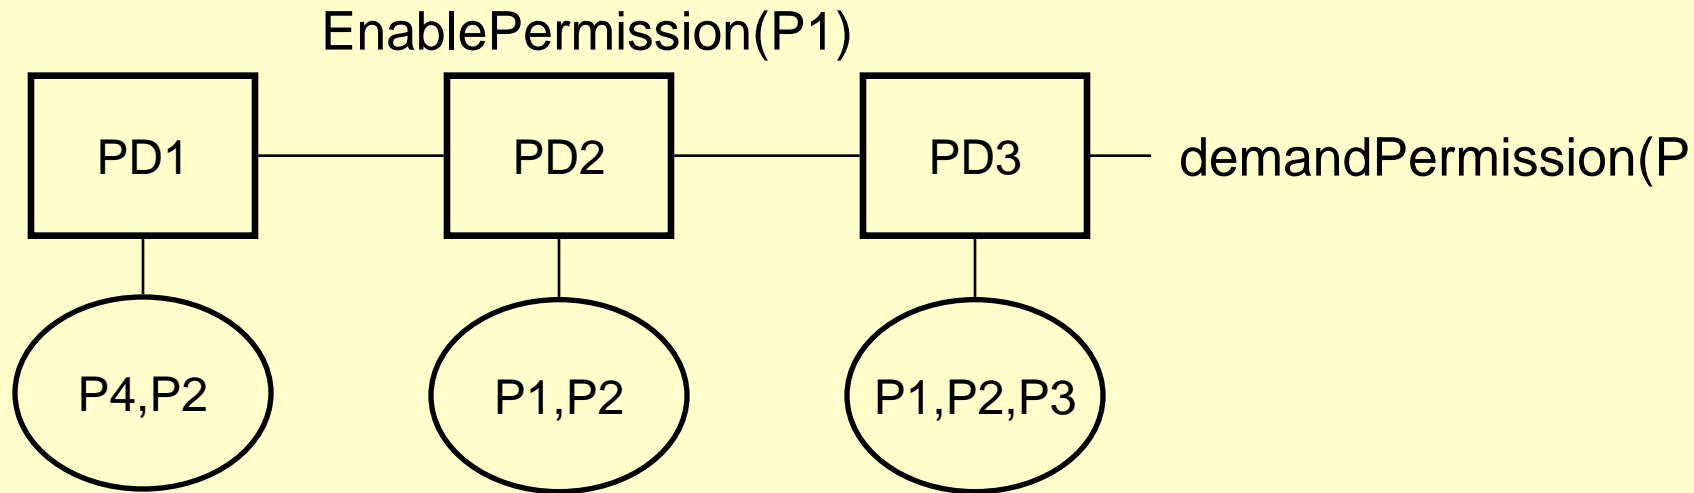 EnablePermission(P1)
PD1 PD2 PD3 demandPermission(P
P4,P2 P1,P2 P1,P2,P3